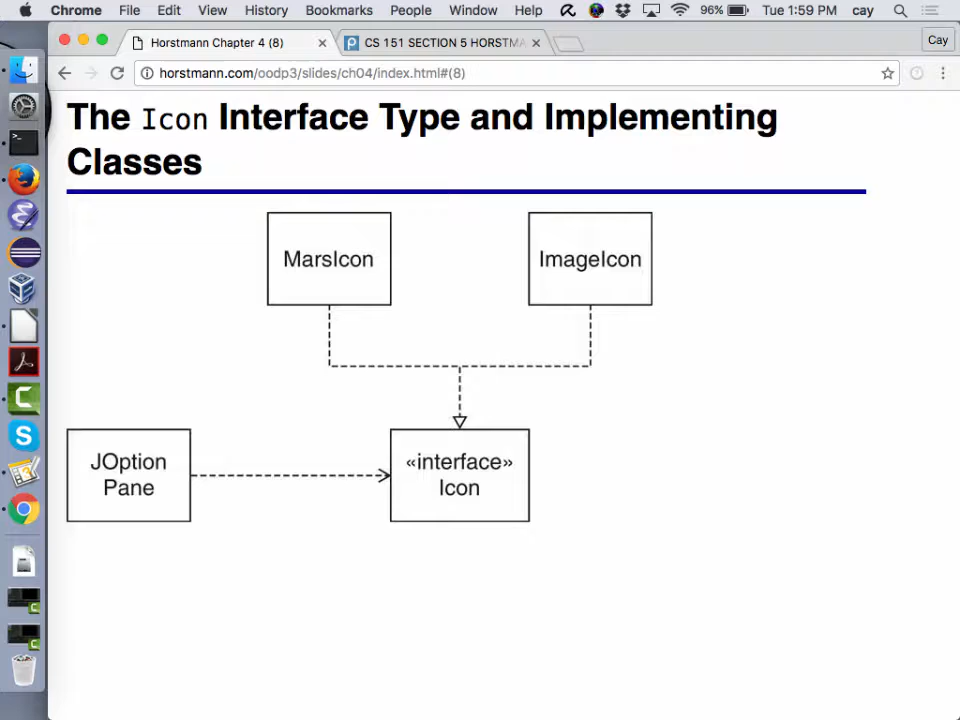 Chrome File Edit View History Bookmarks People Window Help 96% Tue 1:59 PM cay
Horstmann Chapter 4 (8)
CS 151 SECTION 5 HORSTMA
Cay
horstmann.com/oodp3/slides/ch04/index.html#(8)
The Icon Interface Type and Implementing
Classes
MarsIcon
ImageIcon
JOption
Pane
«interface»
Icon